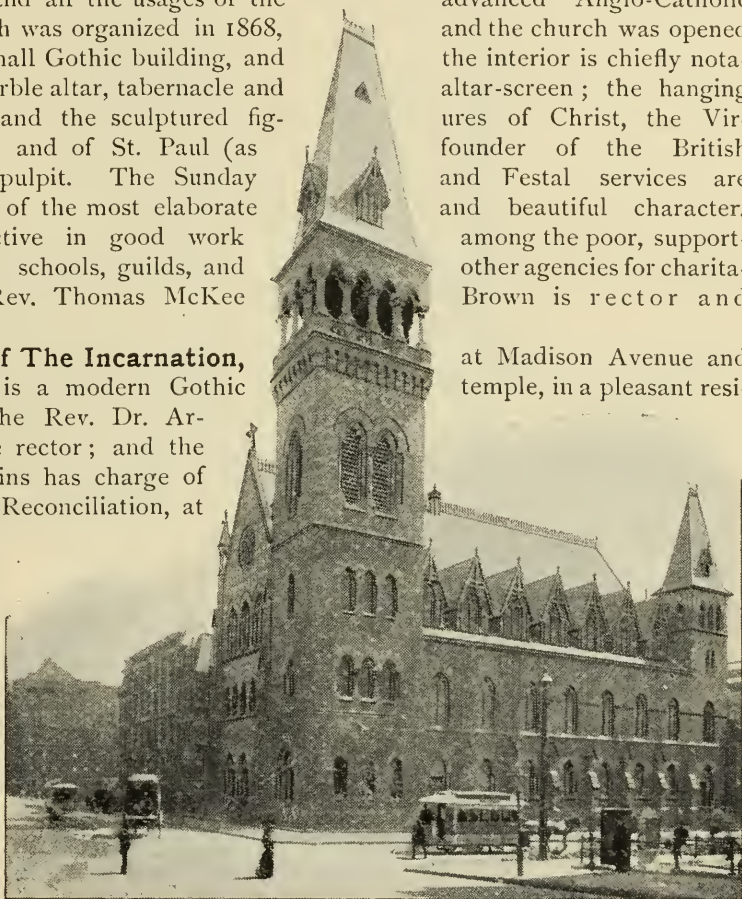 and all the usages of the advanced Anglo-Catholic
h was organized in 1868, and the church was opened
mall Gothic building, and the interior is chiefly nota-
rble altar, tabernacle and altar-screen ; the hanging
and the sculptured fig- ures of Christ, the Vir
and of St. Paul (as founder of the British
pulpit. The Sunday and Festal services are
of the most elaborate and beautiful character.
ctive in good work among the poor, support-
schools, guilds, and other agencies for charita-
Rev. Thomas McKee Brown is rector and
f The Incarnation, at Madison Avenue and
is a modern Gothic temple, in a pleasant resi
he Rev. Dr. Ar-
e rector ; and the
ins has charge of
Reconciliation, at